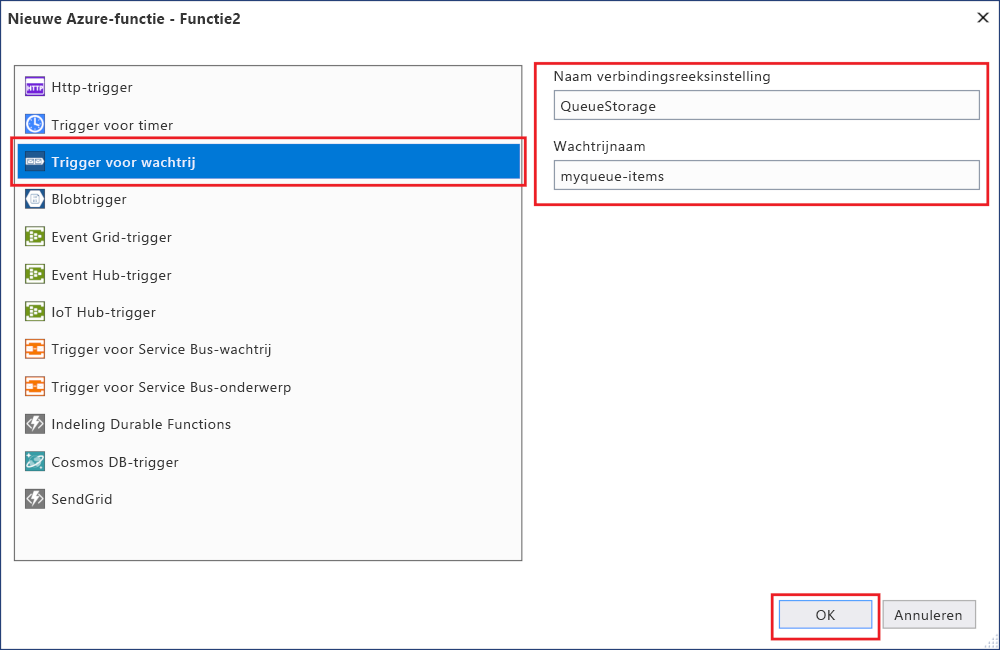 Nieuwe Azure-functie - Functie2
HTTP Http-trigger
Trigger voor timer
Trigger voor wachtrij
Blobtrigger
Event Grid-trigger
Event Hub-trigger
IoT Hub-trigger
Trigger voor Service Bus-wachtrij
Trigger voor Service Bus-onderwerp
Indeling Durable Functions
Cosmos DB-trigger
SendGrid
Naam verbindingsreeksinstelling
QueueStorage
Wachtrijnaam
myqueue-items
OK
Annuleren